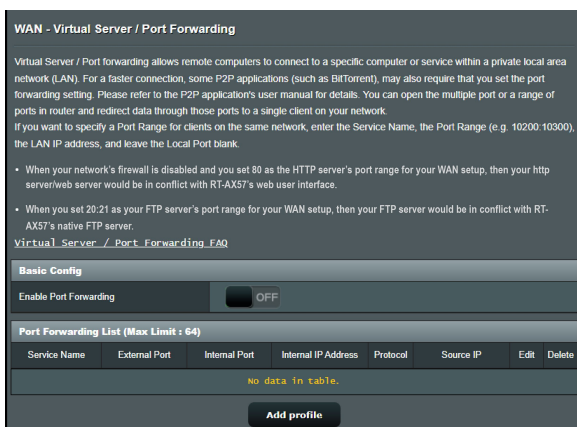 WAN - Virtual Server / Port Forwarding
Virtual Server / Port forwarding allows remote computers to connect to a specific computer or service within a private local area
network (LAN). For a faster connection, some P2P applications (such as BitTorrent), may also require that you set the port
forwarding setting. Please refer to the P2P application's user manual for details. You can open the multiple port or a range of
ports in router and redirect data through those ports to a single client on your network.
If you want to specify a Port Range for clients on the same network, enter the Service Name, the Port Range (e.g. 10200:10300),
the LAN IP address, and leave the Local Port blank.
• When your network's firewall is disabled and you set 80 as the HTTP server's port range for your WAN setup, then your http
server/web server would be in conflict with RT-AX57's web user interface.
• When you set 20:21 as your FTP server's port range for your WAN setup, then your FTP server would be in conflict with RT-
AX57's native FTP server.
Virtual Server / Port Forwarding FAQ
Basic Config
Enable Port Forwarding OFF
Port Forwarding List (Max Limit : 64)
Service Name External Port Internal Port Internal IP Address Protocol Source IP Edit Delete
No data in table.
Add profile